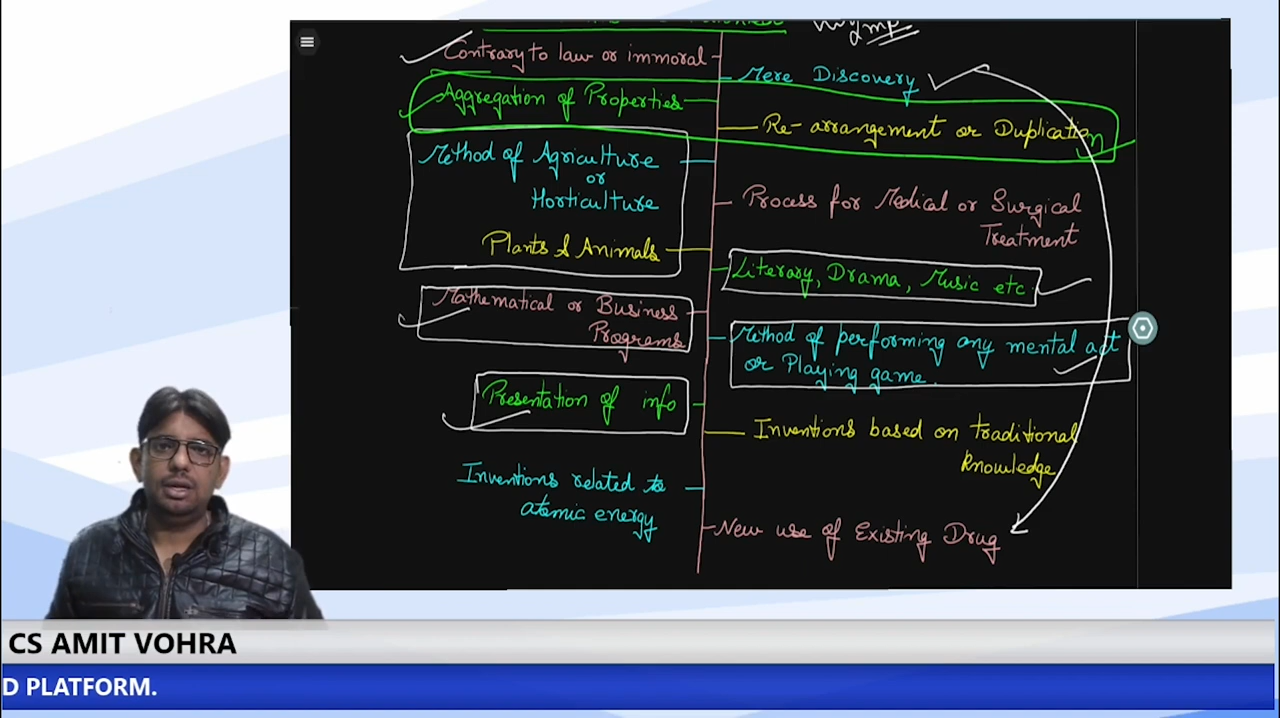 Contrary to law or immoral
Mere Discovery
Aggregation of Properties
Re-arrangement or Duplication
Method of Agriculture
or
Horticulture
Process for Medical or Surgical
Treatment
Plants & Animals
Literary, Drama, Music etc
Mathematical or Business
Programs
Method of performing any mental act
or Playing game.
Presentation of info
Inventions based on traditional
knowledge
Inventions related to
atomic energy
New use of Existing Drug
CS AMIT VOHRA
D PLATFORM.